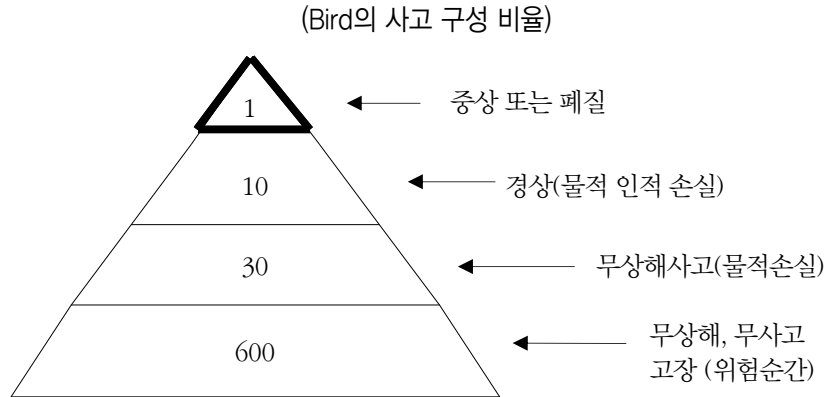 (Bird의 사고 구성 비율)
1
중상 또는 폐질
10
경상(물적 인적 손실)
30
무상해사고(물적손실)
600
무상해, 무사고
고장 (위험순간)